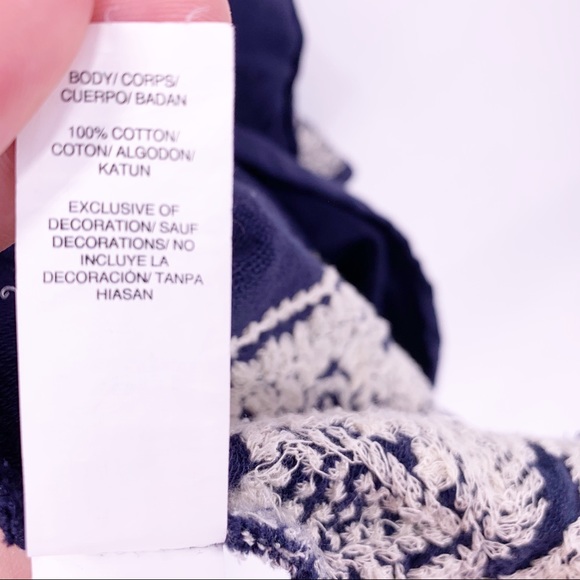 BODY/ CORPS/
CUERPO/ BADAN
100% COTTON/
COTON/ ALGODON/
KATUN
EXCLUSIVE OF
DECORATION/ SAUF
DECORATIONS/ NO
INCLUYE LA
DECORACIÓN/ TANPA
HIASAN